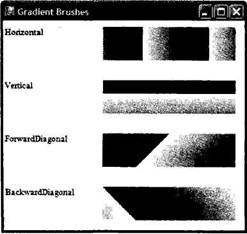 Gradient Brushes
Horizontal
Vertical
ForwardDiagonal
BackwardDiagonal